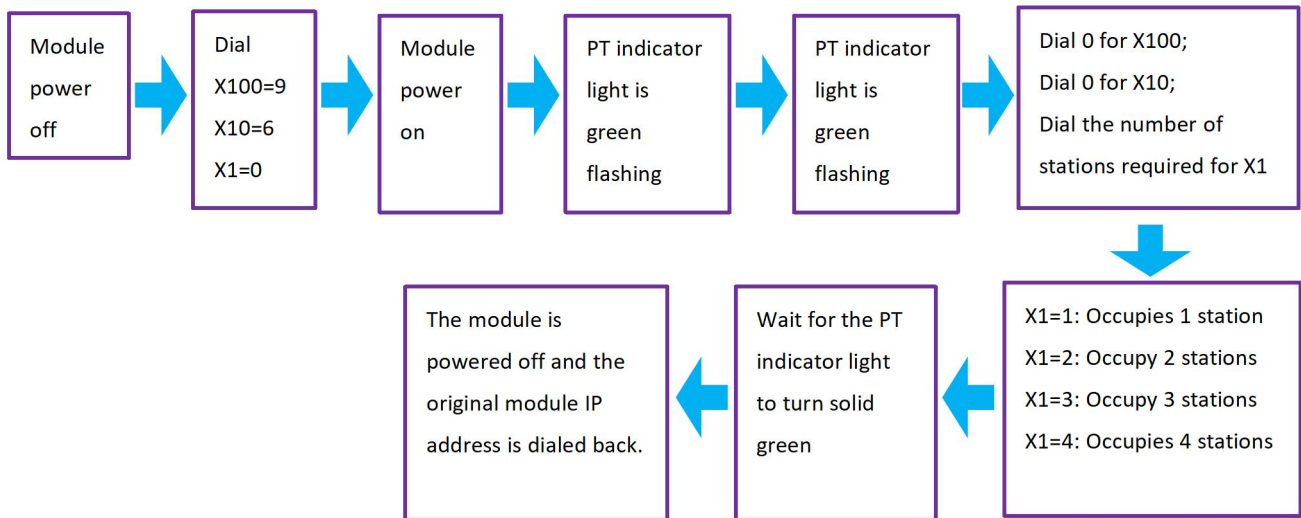 Module
power
off
Dial
X100=9
X10=6
X1=0
Module
power
on
PT indicator
light is
green
flashing
PT indicator
light is
green
flashing
Dial 0 for X100;
Dial 0 for X10;
Dial the number of
stations required for X1
X1=1: Occupies 1 station
X1=2: Occupy 2 stations
X1=3: Occupy 3 stations
X1=4: Occupies 4 stations
Wait for the PT
indicator light
to turn solid
green
The module is
powered off and the
original module IP
address is dialed back.